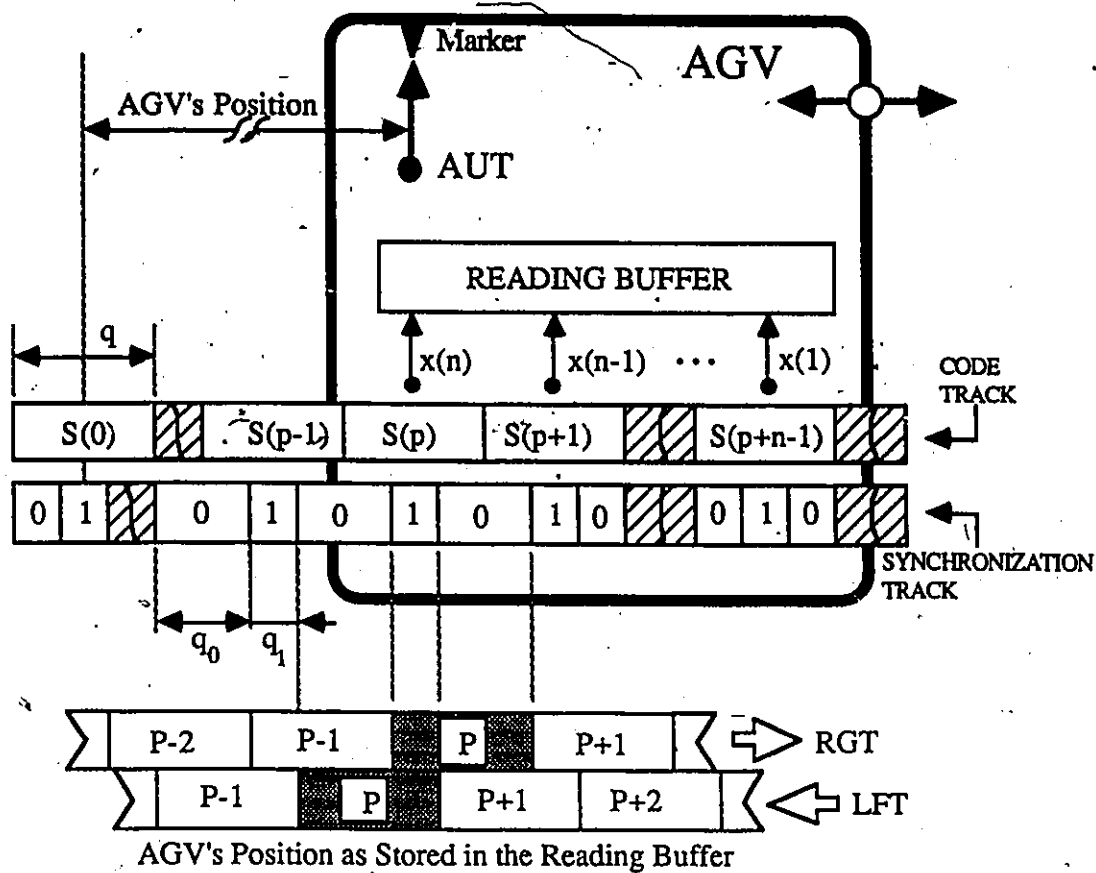 Marker
AGV
AGV's Position
AUT
READING BUFFER
q
x(n) x(n-1) ... x(1)
CODE
TRACK
S(0) S(p-1) S(p) S(p+1) S(p+n-1)
0 1 0 1 0 1 0 1 0 0 1 0
SYNCHRONIZATION
TRACK
q0 q1
P-2 P-1 P P+1 RGT
P-1 P P+1 P+2 LFT
AGV's Position as Stored in the Reading Buffer